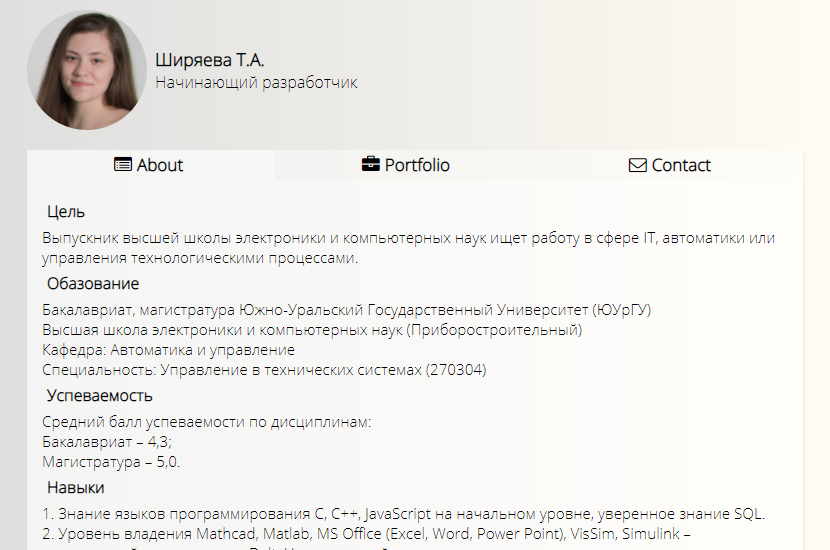 Ширяева Т.А.
Начинающий разработчик
About
Portfolio
Contact
Цель
Выпускник высшей школы электроники и компьютерных наук ищет работу в сфере IT, автоматики или
управления технологическими процессами.
Обазование
Бакалавриат, магистратура Южно-Уральский Государственный Университет (ЮУрГУ)
Высшая школа электроники и компьютерных наук (Приборостроительный)
Кафедра: Автоматика и управление
Специальность: Управление в технических системах (270304)
Успеваемость
Средний балл успеваемости по дисциплинам:
Бакалавриат – 4,3;
Магистратура – 5,0.
Навыки
1. Знание языков программирования C, C++, JavaScript на начальном уровне, уверенное знание SQL.
2. Уровень владения Mathcad, Matlab, MS Office (Excel, Word, Power Point), VisSim, Simulink –